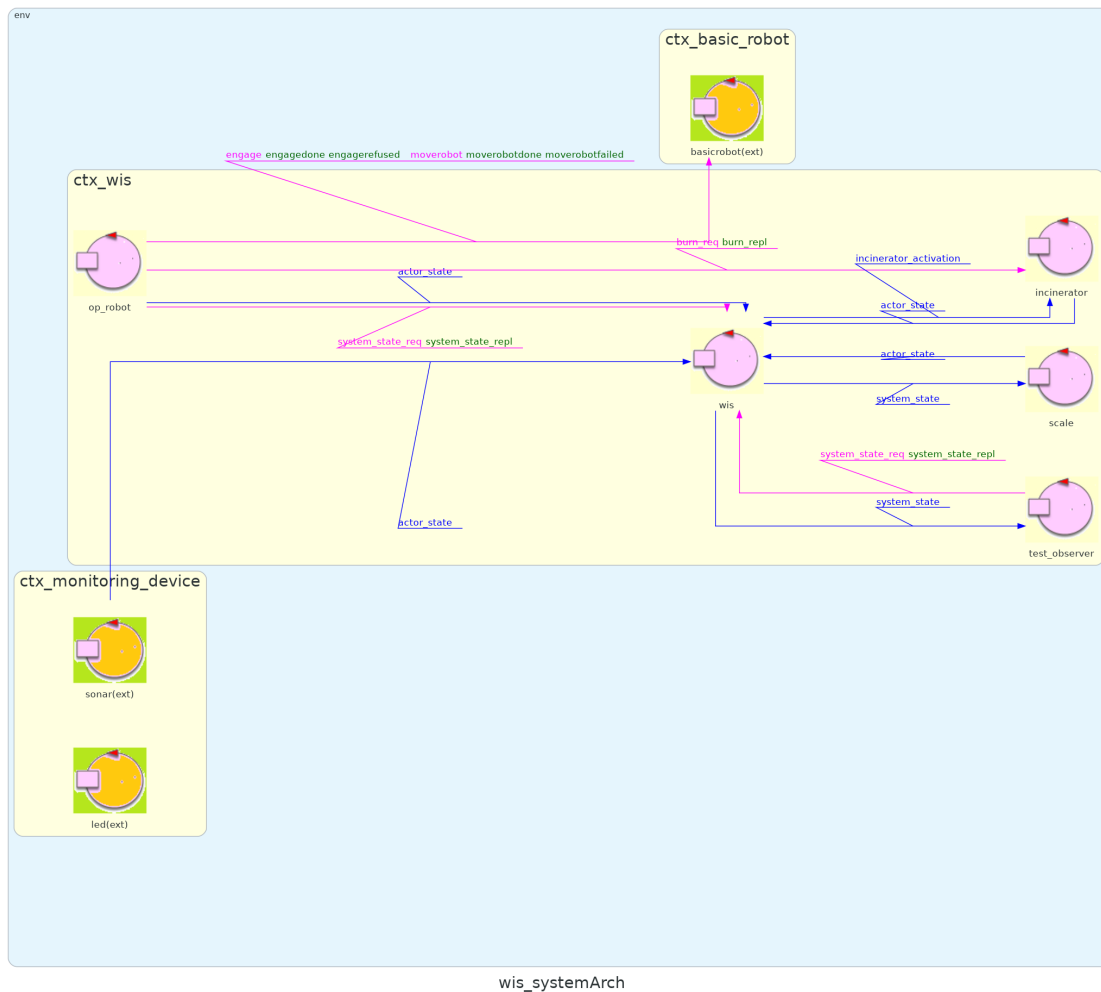 env
ctx_basic_robot
basicrobot(ext)
engage engagedone engagerefused moverobot moverobotdone moverobotfailed
ctx_wis
burn_req burn_repl
incinerator_activation
actor_state
op_robot
incinerator
actor_state
system_state_req system_state_repl
actor_state
wis
system_state
scale
system_state_req system_state_repl
system_state
actor_state
test_observer
ctx_monitoring_device
sonar(ext)
led(ext)
wis_systemArch